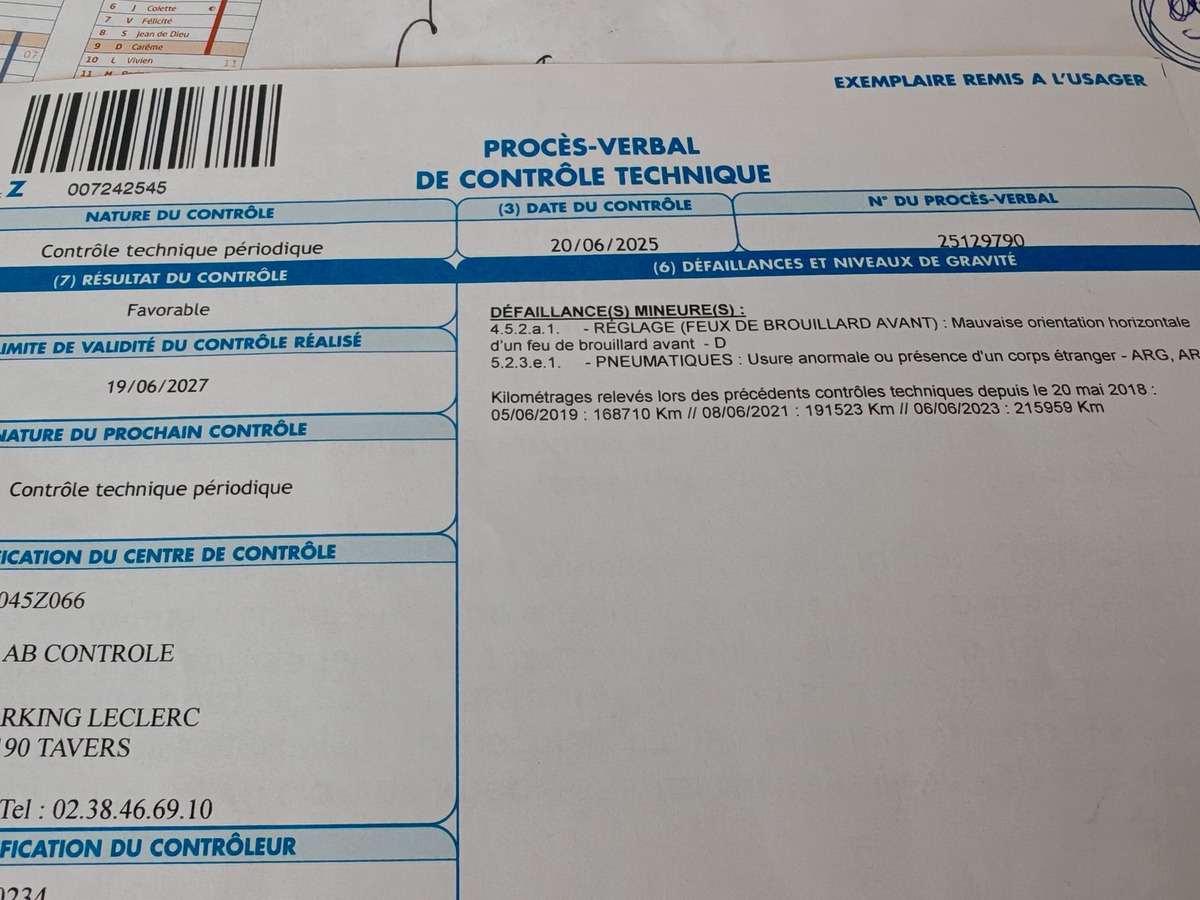 6 J Colette
7 V Félicité
8 S Jean de Dieu
9 D Carême
10 L Vivien
11 M
07
11
EXEMPLAIRE REMIS A L'USAGER
Z 007242545
PROCÈS-VERBAL
DE CONTRÔLE TECHNIQUE
NATURE DU CONTRÔLE
Contrôle technique périodique
(3) DATE DU CONTRÔLE
20/06/2025
N° DU PROCÈS-VERBAL
25129790
(7) RÉSULTAT DU CONTRÔLE
Favorable
IMITE DE VALIDITÉ DU CONTRÔLE RÉALISÉ
19/06/2027
NATURE DU PROCHAIN CONTRÔLE
Contrôle technique périodique
FICATION DU CENTRE DE CONTRÔLE
045Z066
AB CONTROLE
RKING LECLERC
190 TAVERS
Tel : 02.38.46.69.10
FICATION DU CONTRÔLEUR
0234
(6) DÉFAILLANCES ET NIVEAUX DE GRAVITÉ
DÉFAILLANCE(S) MINEURE(S) :
4.5.2.a.1. - RÉGLAGE (FEUX DE BROUILLARD AVANT) : Mauvaise orientation horizontale
d'un feu de brouillard avant - D
5.2.3.e.1. - PNEUMATIQUES : Usure anormale ou présence d'un corps étranger - ARG, AR
Kilométrages relevés lors des précédents contrôles techniques depuis le 20 mai 2018 :
05/06/2019 : 168710 Km // 08/06/2021 : 191523 Km // 06/06/2023 : 215959 Km